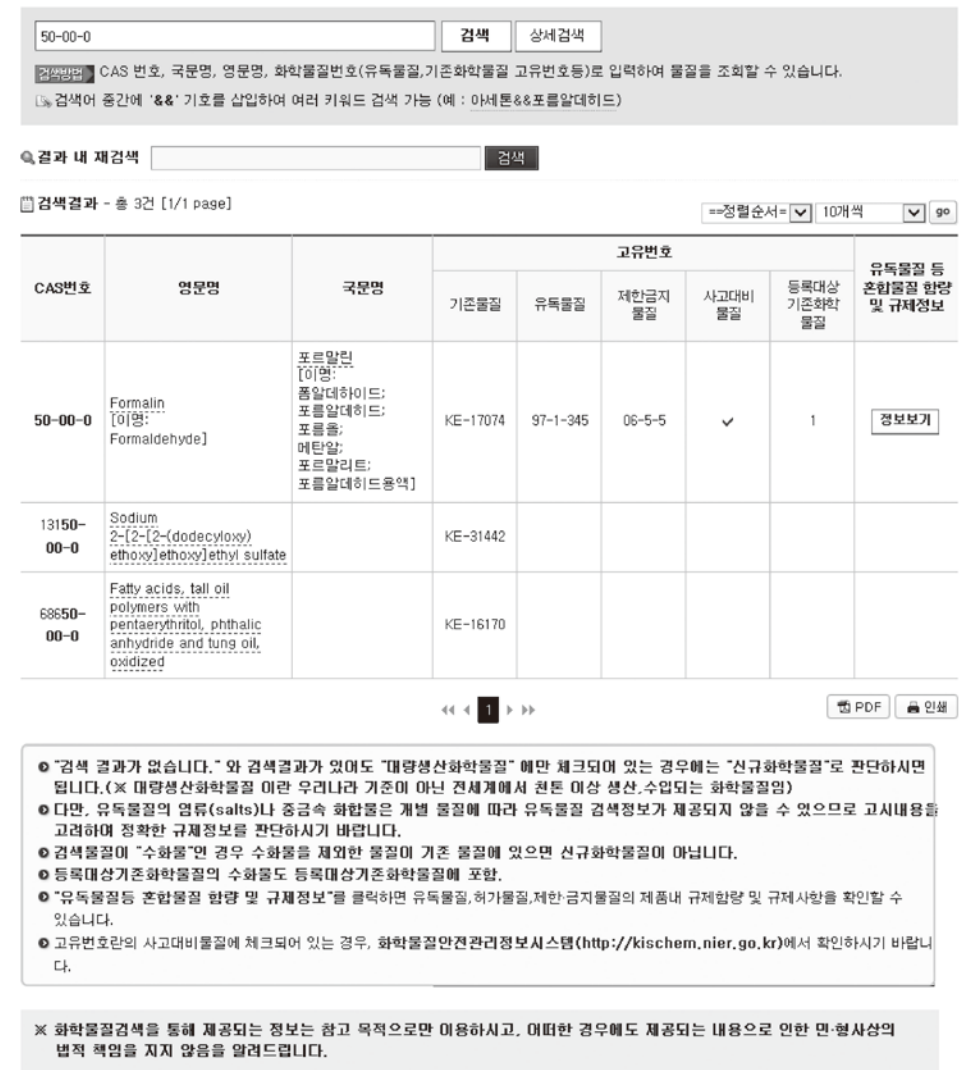 50-00-0 검색 상세검색
검색방법 CAS 번호, 국문명, 영문명, 화학물질번호(유독물질,기존화학물질 고유번호등)로 입력하여 물질을 조회할 수 있습니다.
검색어 중간에 '&&' 기호를 삽입하여 여러 키워드 검색 가능 (예 : 아세톤&&포름알데히드)
결과 내 재검색 검색
검색결과 - 총 3건 [1/1 page]
==정렬순서= 10개씩 go
CAS번호 영문명 국문명 고유번호 유독물질 등 혼합물질 함량 및 규제정보
기존물질 유독물질 제한금지 물질 사고대비 물질 등록대상 기존화학 물질
포르말린
[이명:
폼알데하이드;
Formalin
포름알데히드;
50-00-0 [이명: 포름올; KE-17074 97-1-345 06-5-5 ✓ 1 정보보기
Formaldehyde]
메탄알;
포르말리트;
포름알데히드용액]
Sodium
13150-00-0 2-[2-[2-(dodecyloxy) KE-31442
ethoxy]ethoxy]ethyl sulfate
Fatty acids, tall oil
polymers with
68650-00-0 pentaerythritol, phthalic KE-16170
anhydride and tung oil,
oxidized
1 PDF 인쇄
"검색 결과가 없습니다." 와 검색결과가 있어도 "대량생산화학물질" 에만 체크되어 있는 경우에는 "신규화학물질"로 판단하시면
됩니다.(※ 대량생산화학물질 이란 우리나라 기준이 아닌 전세계에서 천톤 이상 생산,수입되는 화학물질임)
다만, 유독물질의 염류(salts)나 중금속 화합물은 개별 물질에 따라 유독물질 검색정보가 제공되지 않을 수 있으므로 고시내용을
고려하여 정확한 규제정보를 판단하시기 바랍니다.
검색물질이 "수화물"인 경우 수화물을 제외한 물질이 기존 물질에 있으면 신규화학물질이 아닙니다.
등록대상기존화학물질의 수화물도 등록대상기존화학물질에 포함.
"유독물질등 혼합물질 함량 및 규제정보"를 클릭하면 유독물질,허가물질,제한·금지물질의 제품내 규제함량 및 규제사항을 확인할 수
있습니다.
고유번호란의 사고대비물질에 체크되어 있는 경우, 화학물질안전관리정보시스템(http://kischem.nier.go.kr)에서 확인하시기 바랍니
다.
※ 화학물질검색을 통해 제공되는 정보는 참고 목적으로만 이용하시고, 어떠한 경우에도 제공되는 내용으로 인한 민·형사상의
법적 책임을 지지 않음을 알려드립니다.